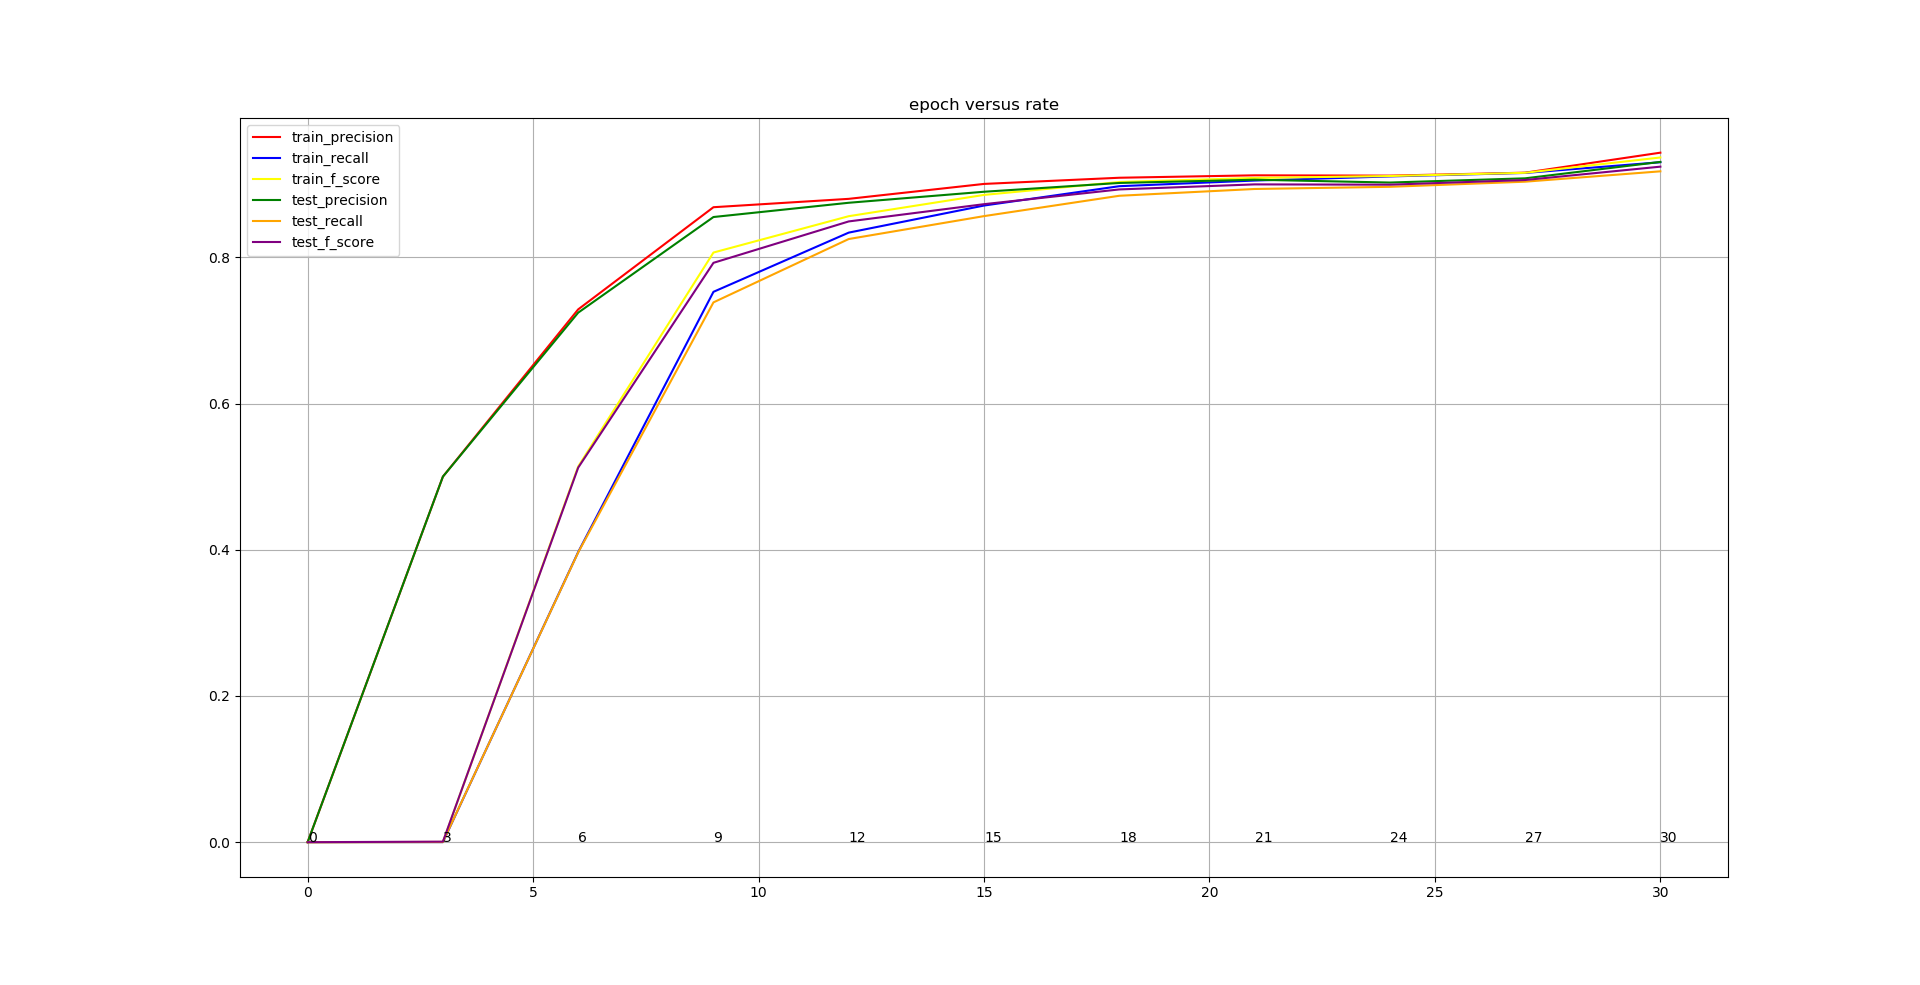 epoch versus rate
train_precision
train_recall
train_f_score
test_precision
test_recall
test_f_score
0.8
0.6
0.4
0.2
0.0
0 3 6 9 12 15 18 21 24 27 30
0 5 10 15 20 25 30